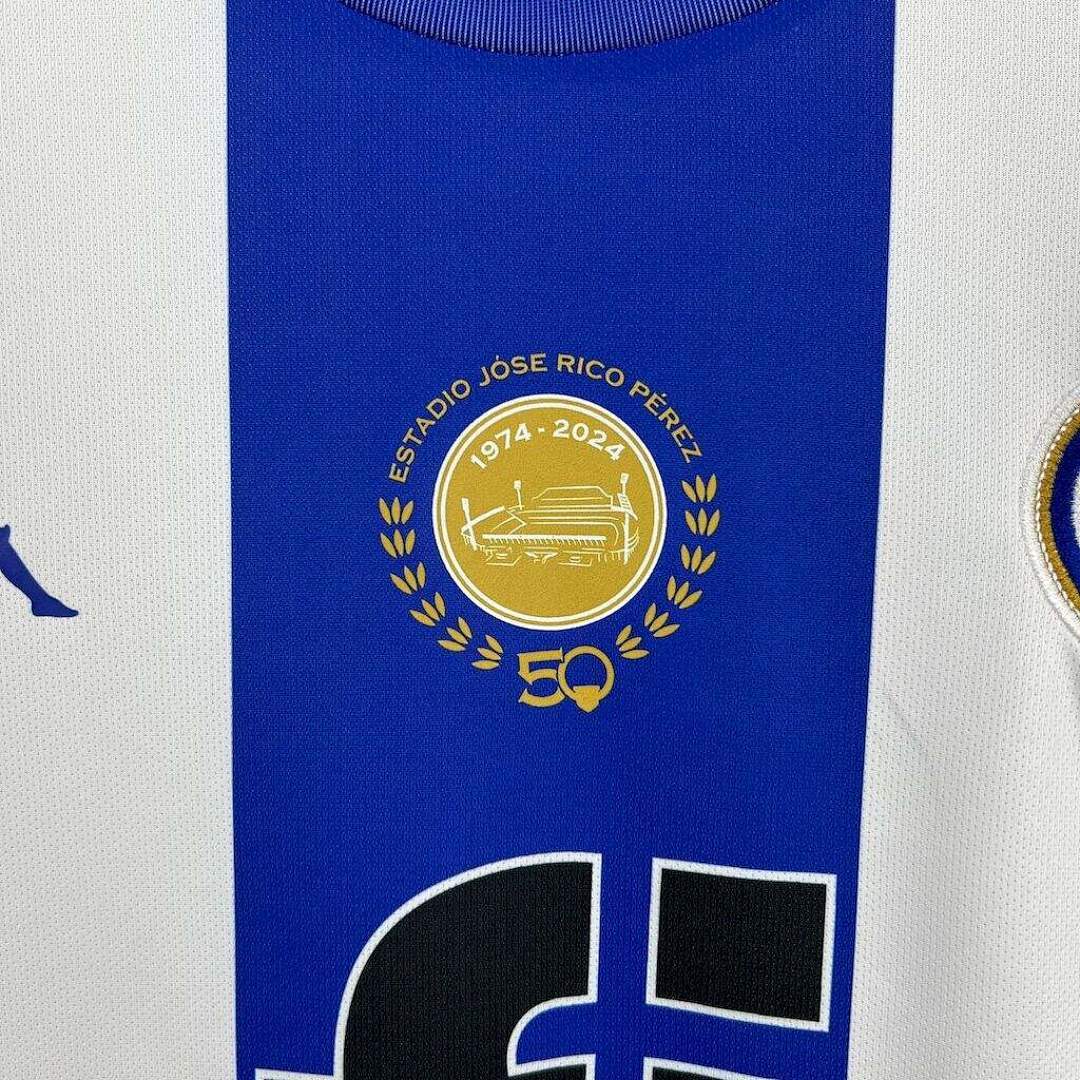 ESTADIO JÓSE RICO PÉREZ
1974 - 2024
50